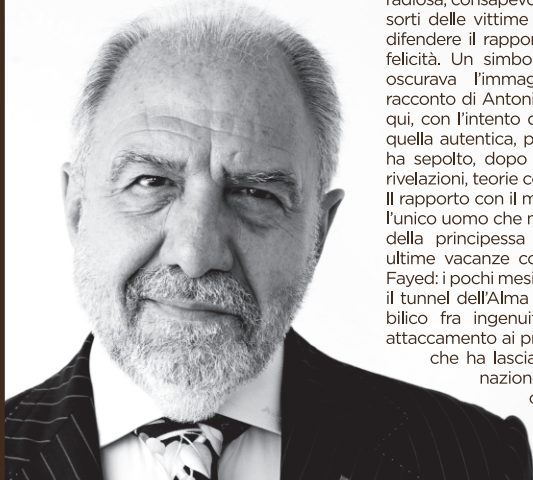 radiosa, consapevo
sorti delle vittime
difendere il rappor
felicità. Un simbo
oscurava l'immag
racconto di Antoni
qui, con l'intento
quella autentica, p
ha sepolto, dopo
rivelazioni, teorie c
Il rapporto con il m
l'unico uomo che
della principessa
ultime vacanze co
Fayed: i pochi mesi
il tunnel dell'Alma
bilico fra ingenui
attaccamento ai pr
che ha lascia
nazion